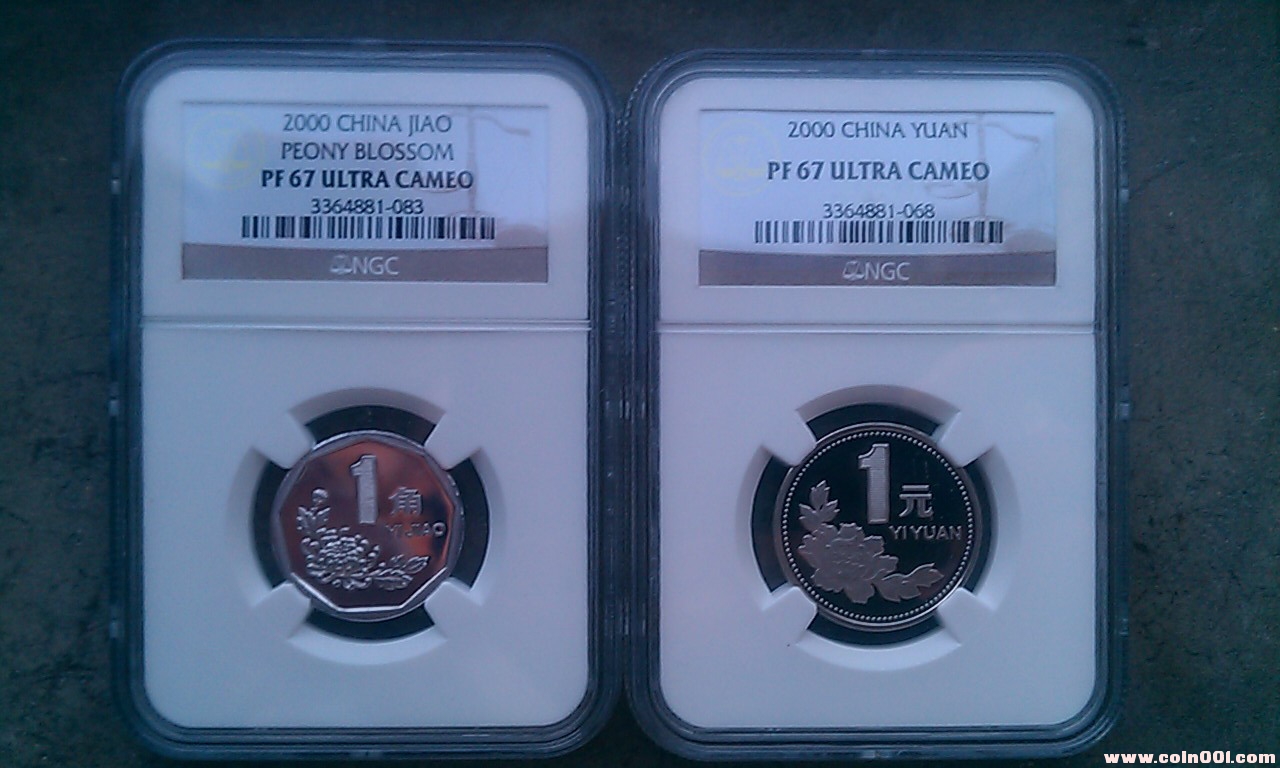 2000 CHINA JIAO
PEONY BLOSSOM
PF 67 ULTRA CAMEO
3364881-083
NGC
1
角
YI JIAO
2000 CHINA YUAN
PF 67 ULTRA CAMEO
3364881-068
NGC
1
元
YI YUAN
www.coln001.com